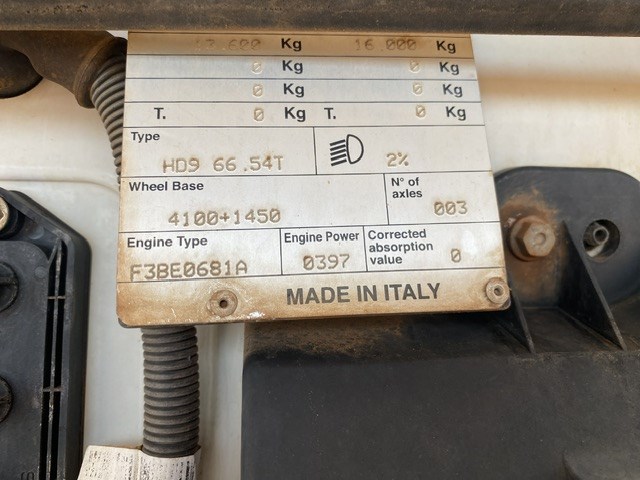 13.600 Kg 16.000 Kg
0 Kg 0 Kg
0 Kg 0 Kg
T. 0 Kg T. 0 Kg
Type
HD9 66.54T 2%
Wheel Base N° of axles
4100+1450 003
Engine Type Engine Power Corrected absorption value
F3BE0681A 0397 0
MADE IN ITALY